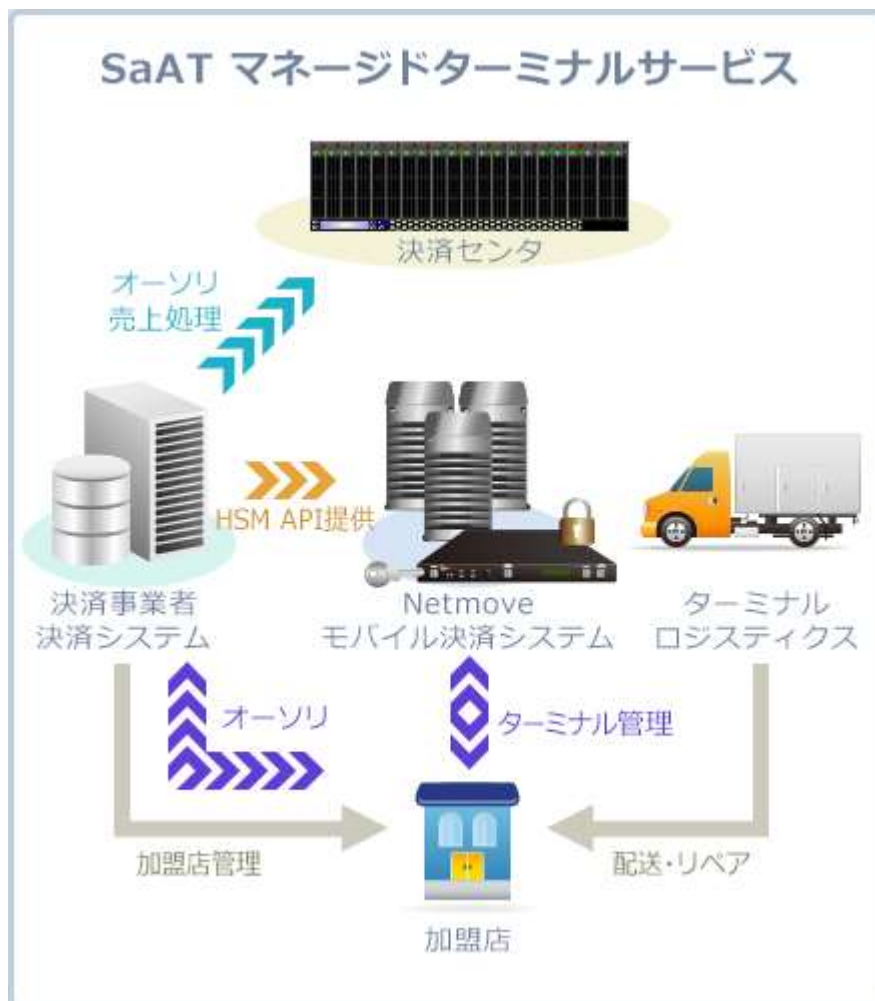 SaAT マネージドターミナルサービス
決済センタ
オーソリ
売上処理
HSM API提供
決済事業者
決済システム
Netmove
モバイル決済システム
ターミナル
ロジスティクス
オーソリ
ターミナル管理
加盟店管理
配送・リペア
加盟店